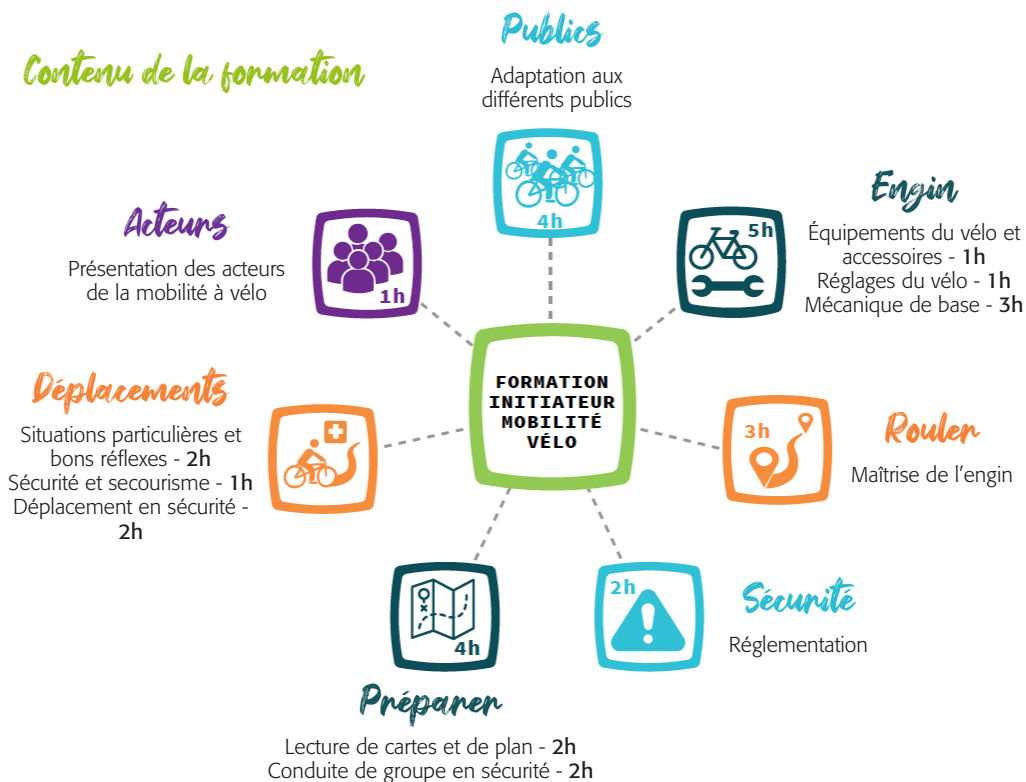 Contenu de la formation
Publics
Adaptation aux
différents publics
4h
Engin
5h
Équipements du vélo et
accessoires - 1h
Réglages du vélo - 1h
Mécanique de base - 3h
Acteurs
Présentation des acteurs
de la mobilité à vélo
1h
FORMATION
INITIATEUR
MOBILITÉ
VÉLO
Déplacements
Situations particulières et
bons réflexes - 2h
Sécurité et secourisme - 1h
Déplacement en sécurité -
2h
3h
Rouler
Maîtrise de l'engin
2h
Sécurité
Réglementation
4h
Préparer
Lecture de cartes et de plan - 2h
Conduite de groupe en sécurité - 2h